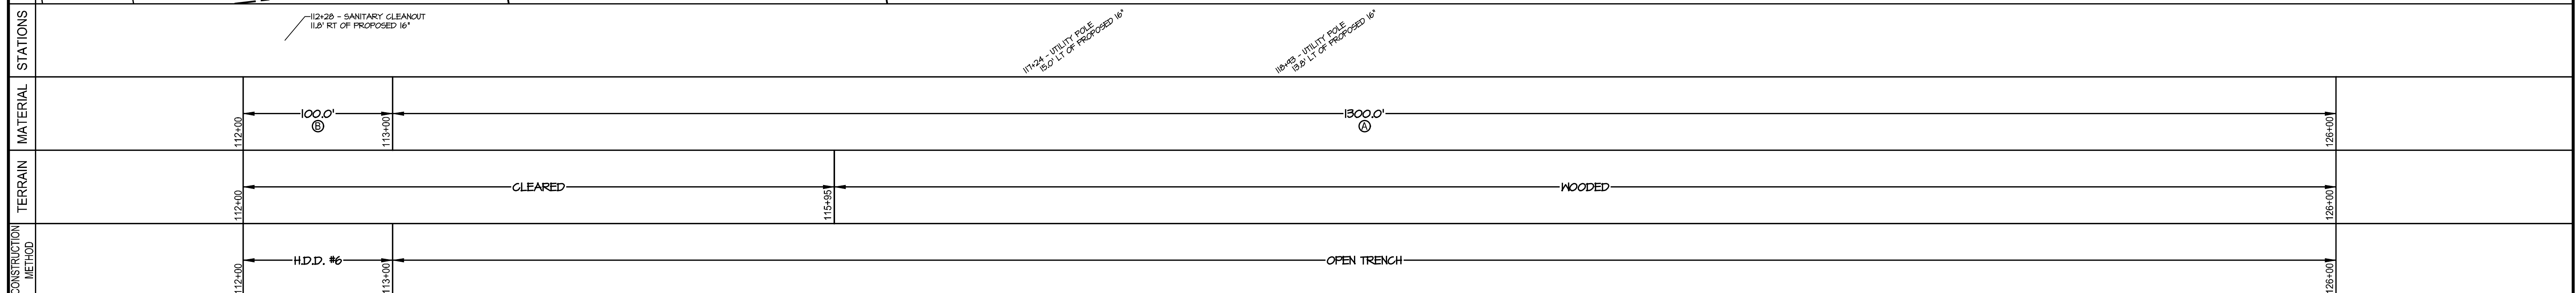 STATIONS
112+28 - SANITARY CLEANOUT
11.8' RT OF PROPOSED 16"
117+24 - UTILITY POLE
15.0' LT OF PROPOSED 16"
118+93 - UTILITY POLE
13.8' LT OF PROPOSED 16"
MATERIAL
112+00
100.0'
B
113+00
1300.0'
A
126+00
TERRAIN
112+00
CLEARED
115+95
WOODED
126+00
CONSTRUCTION
METHOD
112+00
H.D.D. #6
113+00
OPEN TRENCH
126+00